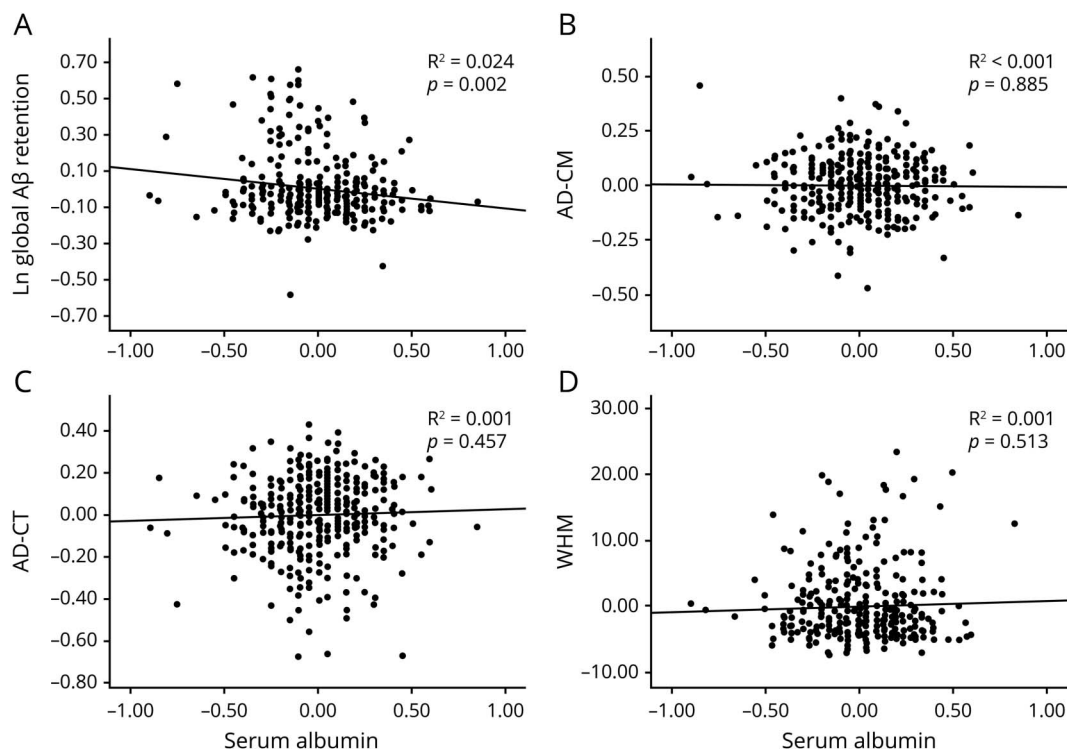 A
R² = 0.024
p = 0.002
Ln global Aβ retention
0.70
0.50
0.30
0.10
−0.10
−0.30
−0.50
−0.70
−1.00 −0.50 0.00 0.50 1.00
B
R² < 0.001
p = 0.885
AD-CM
0.50
0.25
0.00
−0.25
−0.50
−1.00 −0.50 0.00 0.50 1.00
C
R² = 0.001
p = 0.457
AD-CT
0.40
0.20
0.00
−0.20
−0.40
−0.60
−0.80
−1.00 −0.50 0.00 0.50 1.00
Serum albumin
D
R² = 0.001
p = 0.513
WHM
30.00
20.00
10.00
0.00
−10.00
−1.00 −0.50 0.00 0.50 1.00
Serum albumin